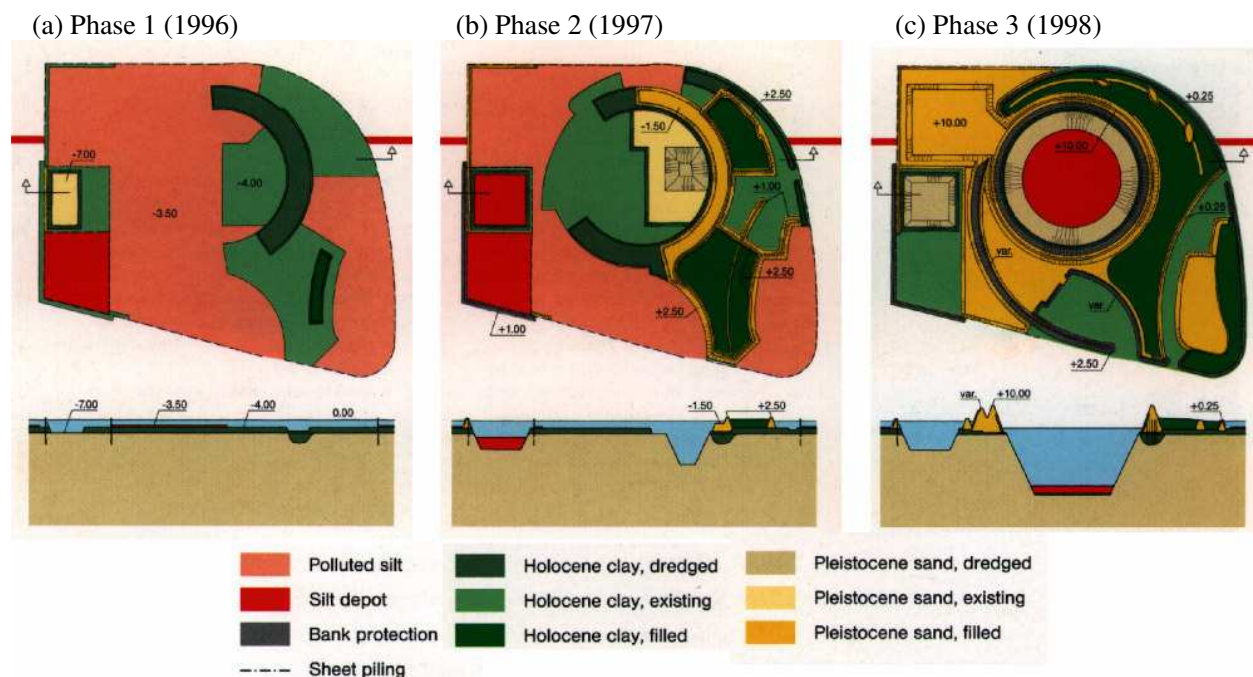 (a) Phase 1 (1996)
(b) Phase 2 (1997)
(c) Phase 3 (1998)
-7.00
-4.00
-3.50
-7.00
-3.50
-4.00
0.00
+2.50
-1.50
+1.00
+2.50
+2.50
+1.00
-1.50
+2.50
+0.25
+10.00
+10.00
+0.25
var.
var.
+2.50
var.
+10.00
+0.25
Polluted silt
Silt depot
Bank protection
Sheet piling
Holocene clay, dredged
Holocene clay, existing
Holocene clay, filled
Pleistocene sand, dredged
Pleistocene sand, existing
Pleistocene sand, filled